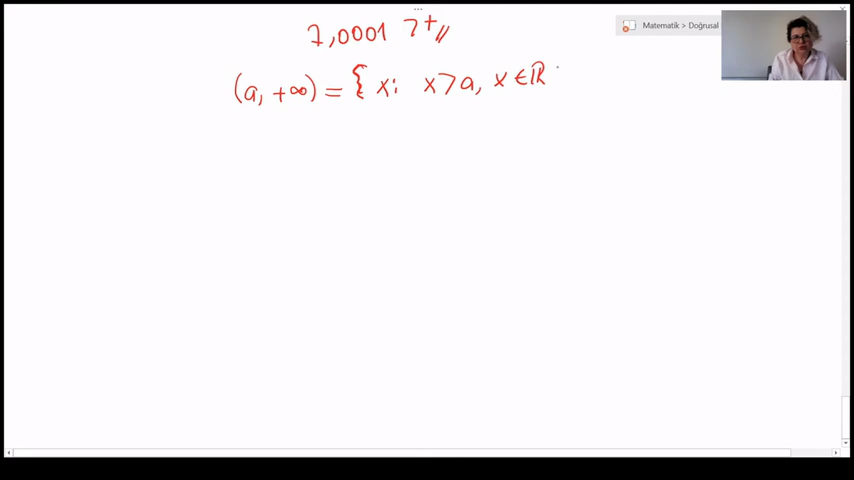 7,0001 7⁺//
Matematik > Doğrusal
(a, +∞) = { x: x > a, x ∈ ℝ